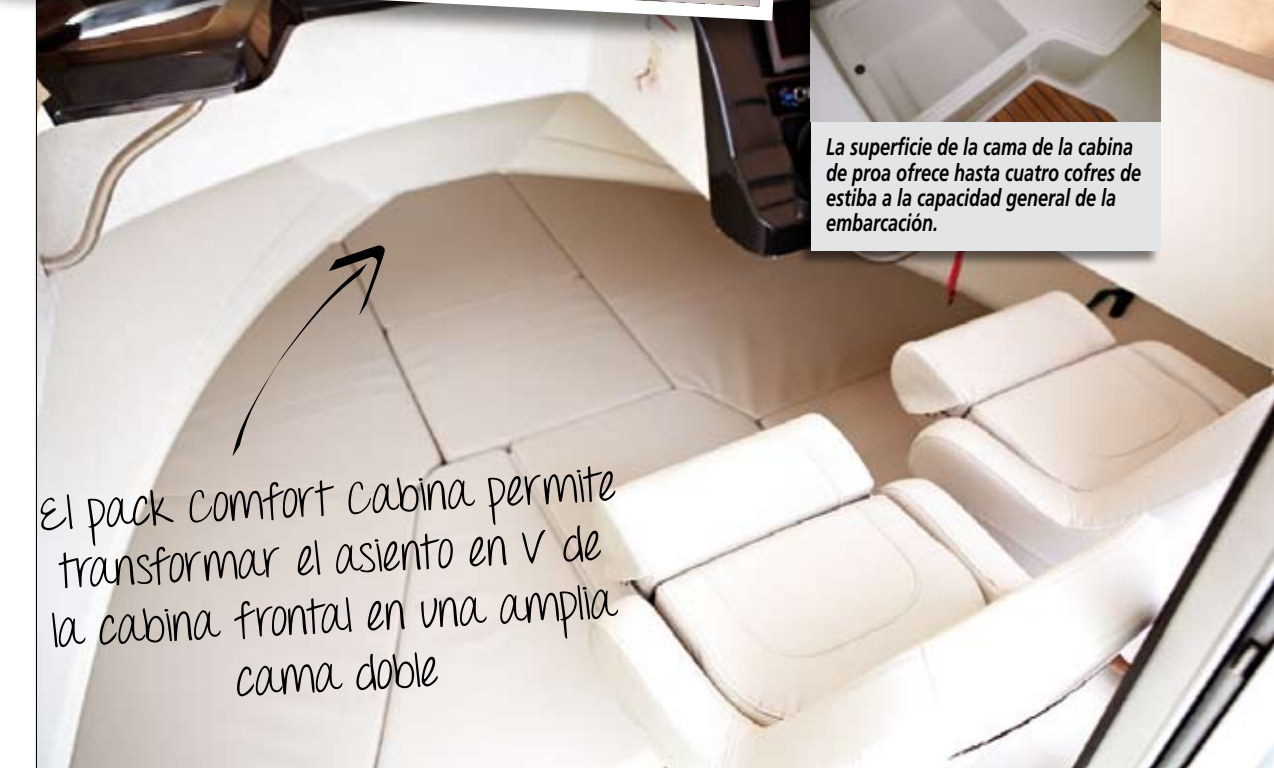 La superficie de la cama de la cabina
de proa ofrece hasta cuatro cofres de
estiba a la capacidad general de la
embarcación.
El pack Comfort Cabina permite
transformar el asiento en V de
la cabina frontal en una amplia
cama doble